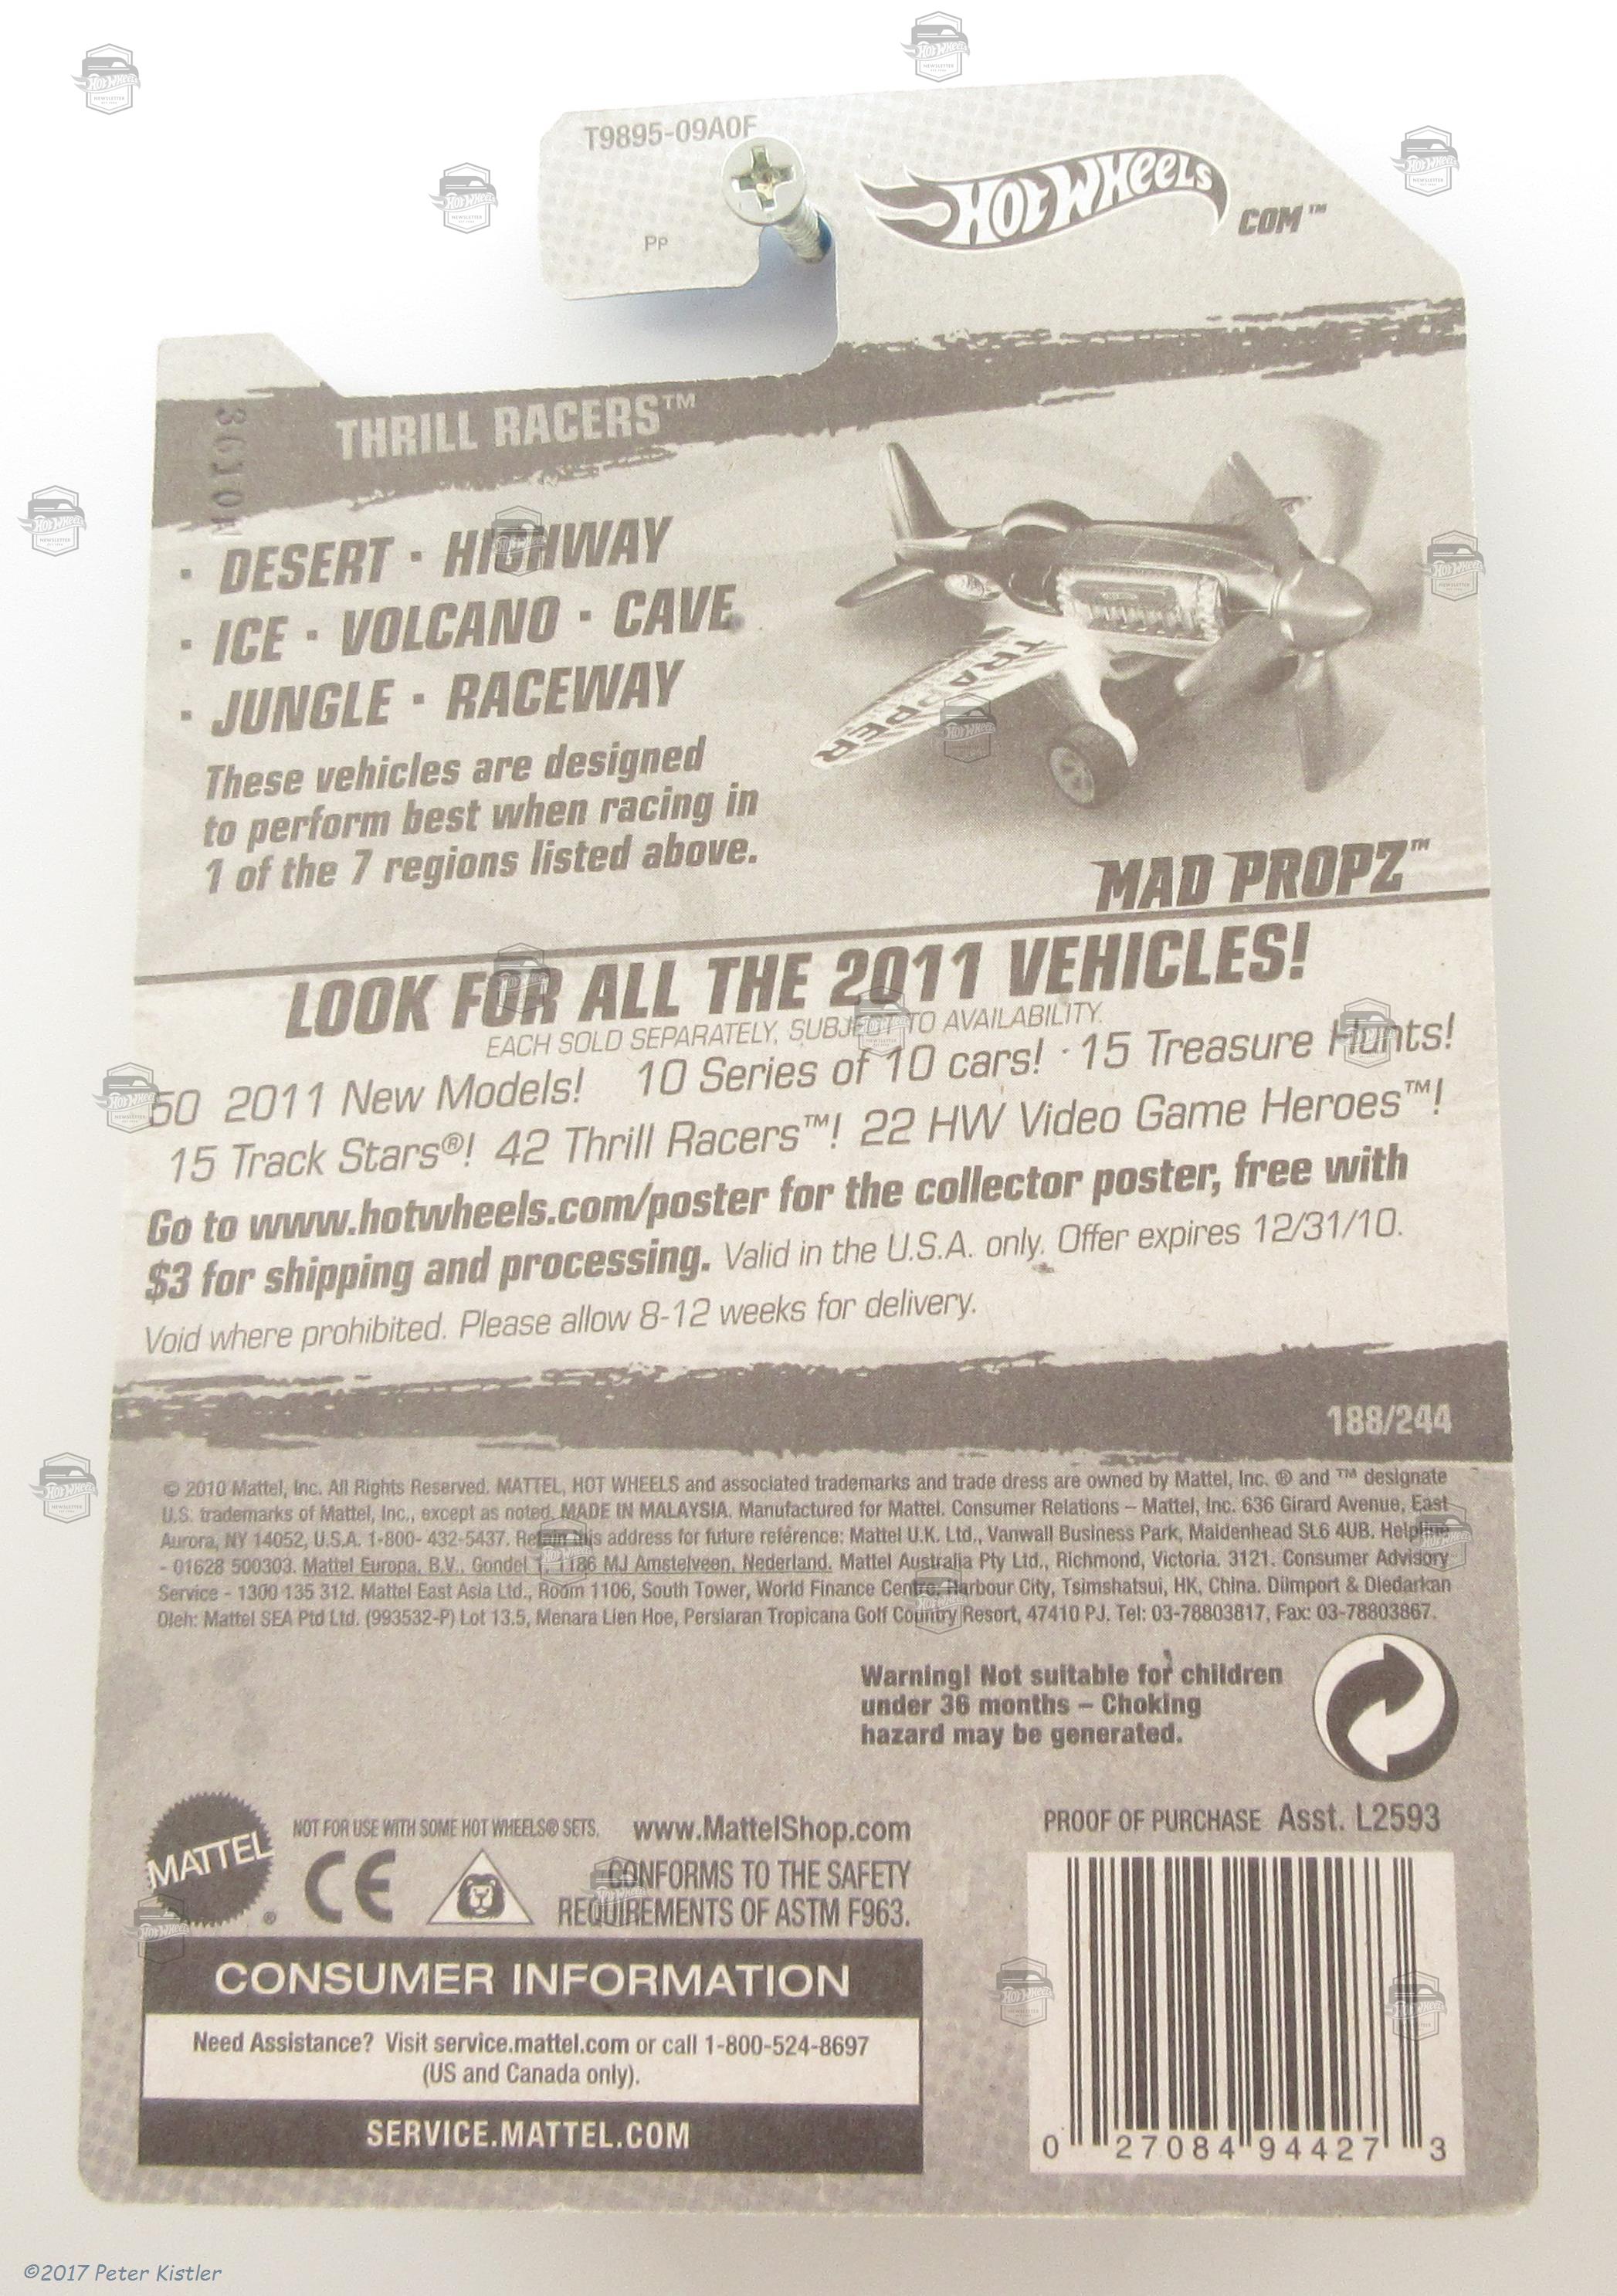 T9895-09A0F
Pp
HOT WHEELS
COM™
THRILL RACERS™
· DESERT · HIGHWAY
· ICE · VOLCANO · CAVE
· JUNGLE · RACEWAY
These vehicles are designed
to perform best when racing in
1 of the 7 regions listed above.
TRAPPER
MAD PROPZ™
LOOK FOR ALL THE 2011 VEHICLES!
EACH SOLD SEPARATELY, SUBJECT TO AVAILABILITY.
50 2011 New Models! 10 Series of 10 cars! · 15 Treasure Hunts!
15 Track Stars®! 42 Thrill Racers™! 22 HW Video Game Heroes™!
Go to www.hotwheels.com/poster for the collector poster, free with
$3 for shipping and processing. Valid in the U.S.A. only. Offer expires 12/31/10.
Void where prohibited. Please allow 8-12 weeks for delivery.
188/244
© 2010 Mattel, Inc. All Rights Reserved. MATTEL, HOT WHEELS and associated trademarks and trade dress are owned by Mattel, Inc. ® and ™ designate
U.S. trademarks of Mattel, Inc., except as noted. MADE IN MALAYSIA. Manufactured for Mattel. Consumer Relations – Mattel, Inc. 636 Girard Avenue, East
Aurora, NY 14052, U.S.A. 1-800- 432-5437. Retain this address for future reference: Mattel U.K. Ltd., Vanwall Business Park, Maidenhead SL6 4UB. Helpline
- 01628 500303. Mattel Europa, B.V., Gondel 1, 1186 MJ Amstelveen, Nederland. Mattel Australia Pty Ltd., Richmond, Victoria. 3121. Consumer Advisory
Service - 1300 135 312. Mattel East Asia Ltd., Room 1106, South Tower, World Finance Centre, Harbour City, Tsimshatsui, HK, China. Diimport & Diedarkan
Oleh: Mattel SEA Ptd Ltd. (993532-P) Lot 13.5, Menara Lien Hoe, Persiaran Tropicana Golf Country Resort, 47410 PJ. Tel: 03-78803817, Fax: 03-78803867.
Warning! Not suitable for children
under 36 months – Choking
hazard may be generated.
MATTEL
®
NOT FOR USE WITH SOME HOT WHEELS® SETS. www.MattelShop.com
CE
CONFORMS TO THE SAFETY
REQUIREMENTS OF ASTM F963.
PROOF OF PURCHASE Asst. L2593
CONSUMER INFORMATION
Need Assistance? Visit service.mattel.com or call 1-800-524-8697
(US and Canada only).
SERVICE.MATTEL.COM
0 27084 94427 3
©2017 Peter Kistler